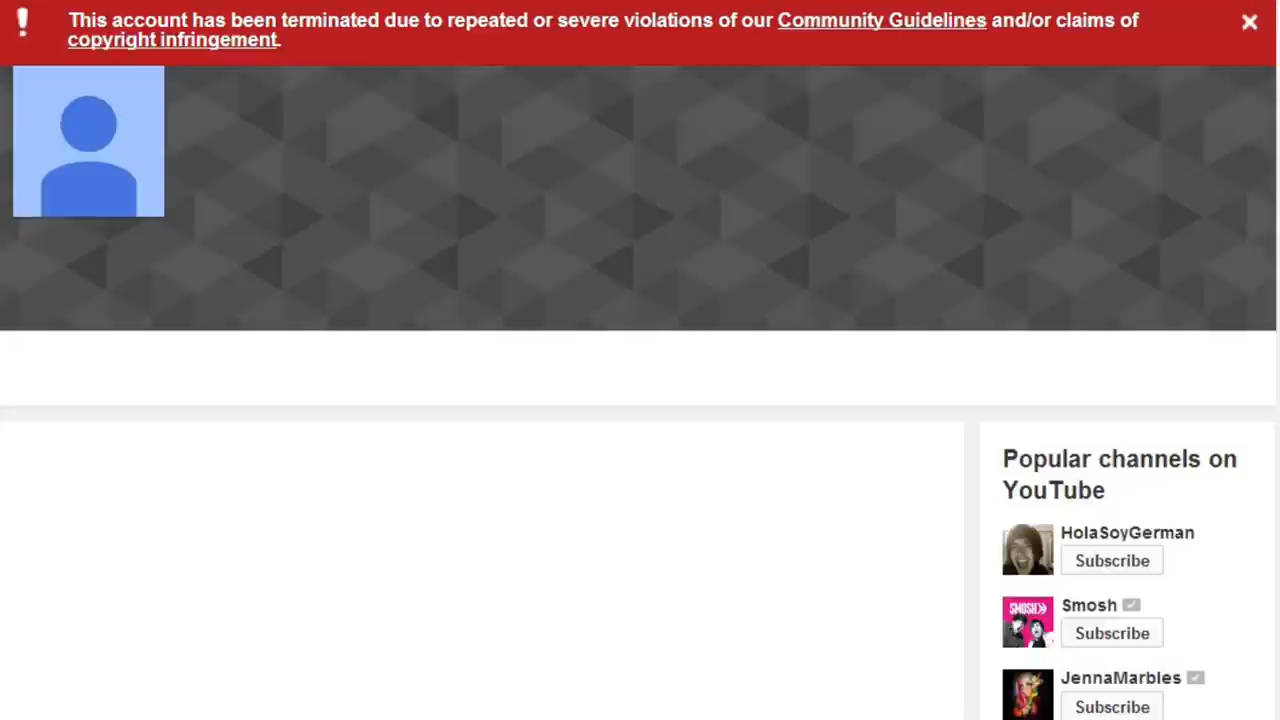 This account has been terminated due to repeated or severe violations of our Community Guidelines and/or claims of
copyright infringement.
Popular channels on
YouTube
HolaSoyGerman
Subscribe
SMOSH
Smosh
Subscribe
JennaMarbles
Subscribe